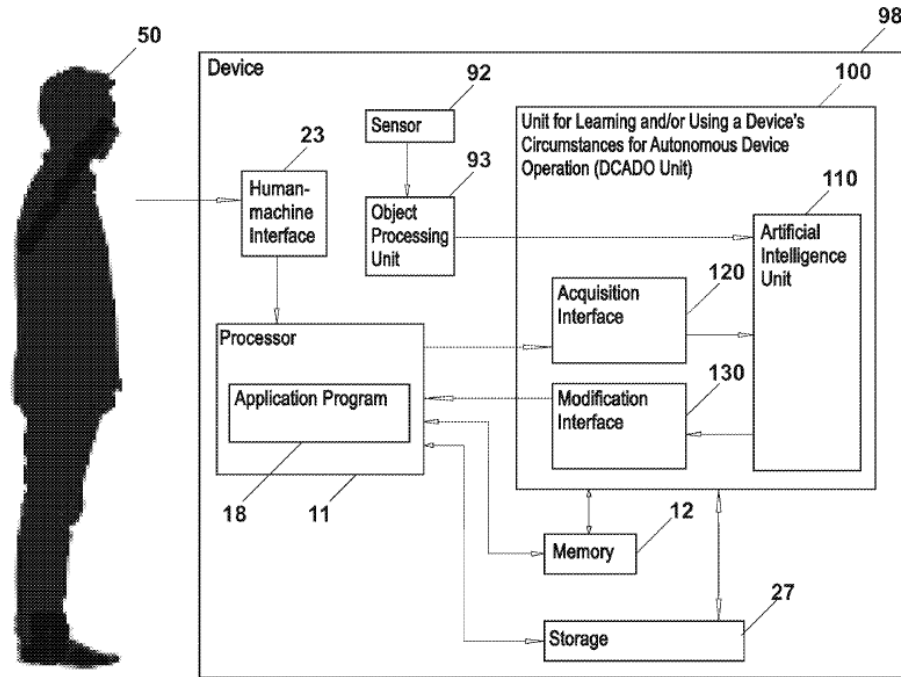 98
50
Device
92
100
Sensor
Unit for Learning and/or Using a Device's
Circumstances for Autonomous Device
Operation (DCADO Unit)
23
Human-
machine
Interface
93
Object
Processing
Unit
110
Artificial
Intelligence
Unit
120
Acquisition
Interface
Processor
Application Program
130
Modification
Interface
18
11
12
Memory
27
Storage